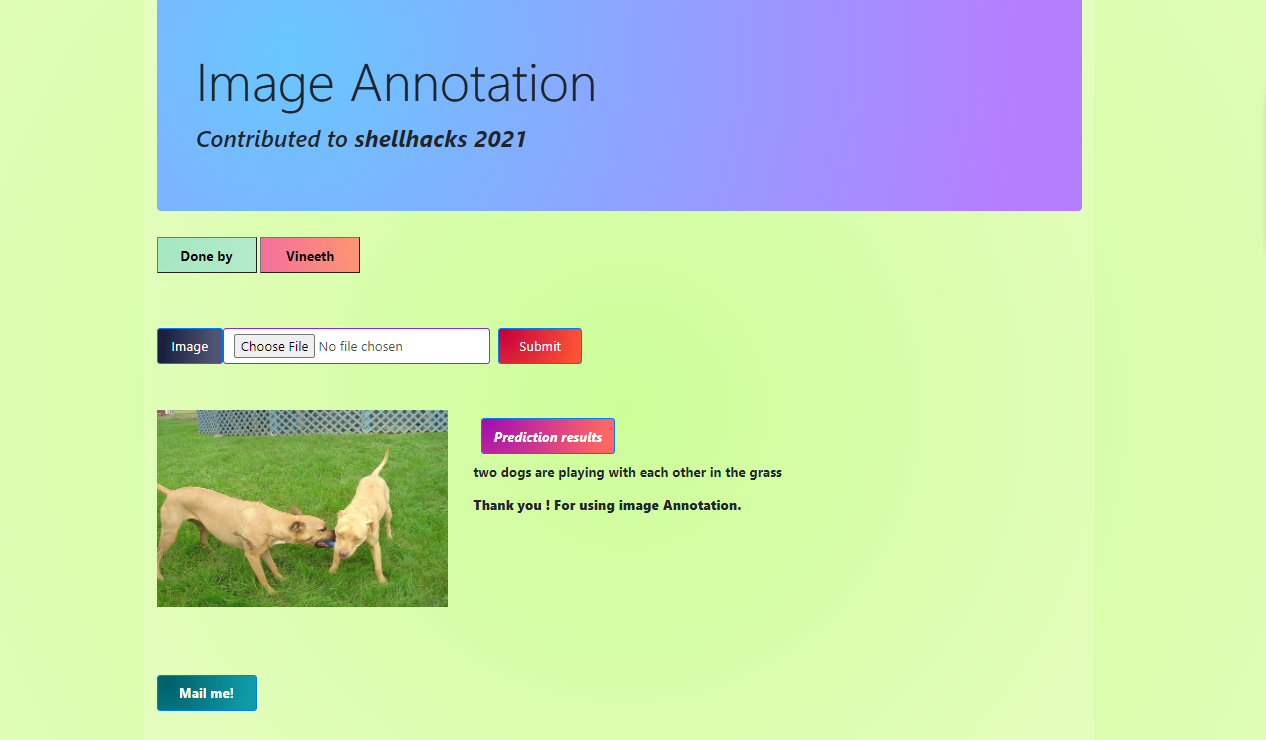 Image Annotation
Contributed to shellhacks 2021
Done by Vineeth
Image Choose File No file chosen Submit
Prediction results
two dogs are playing with each other in the grass
Thank you ! For using image Annotation.
Mail me!